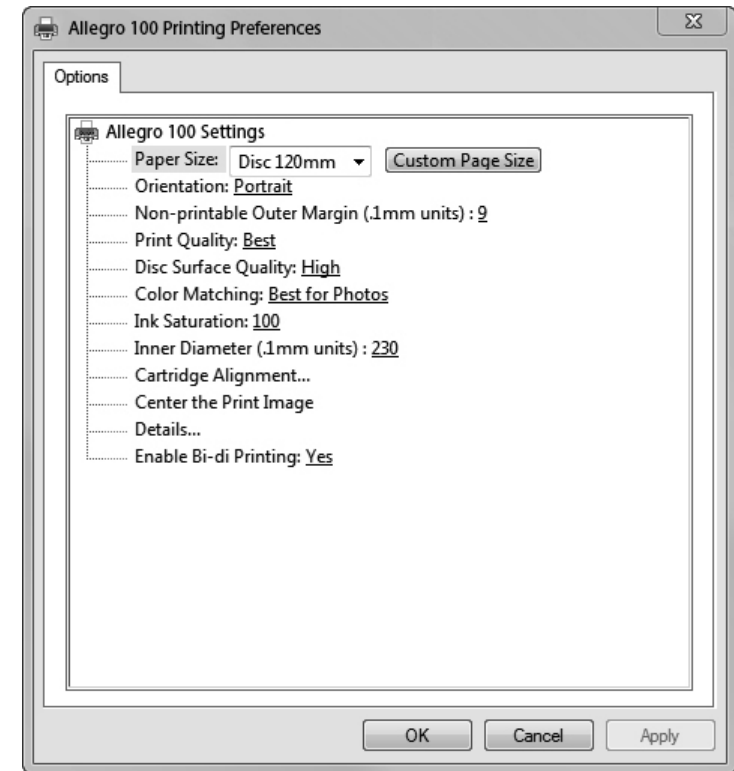 Allegro 100 Printing Preferences
Options
Allegro 100 Settings
Paper Size: Disc 120mm Custom Page Size
Orientation: Portrait
Non-printable Outer Margin (.1mm units) : 9
Print Quality: Best
Disc Surface Quality: High
Color Matching: Best for Photos
Ink Saturation: 100
Inner Diameter (.1mm units) : 230
Cartridge Alignment...
Center the Print Image
Details...
Enable Bi-di Printing: Yes
OK Cancel Apply